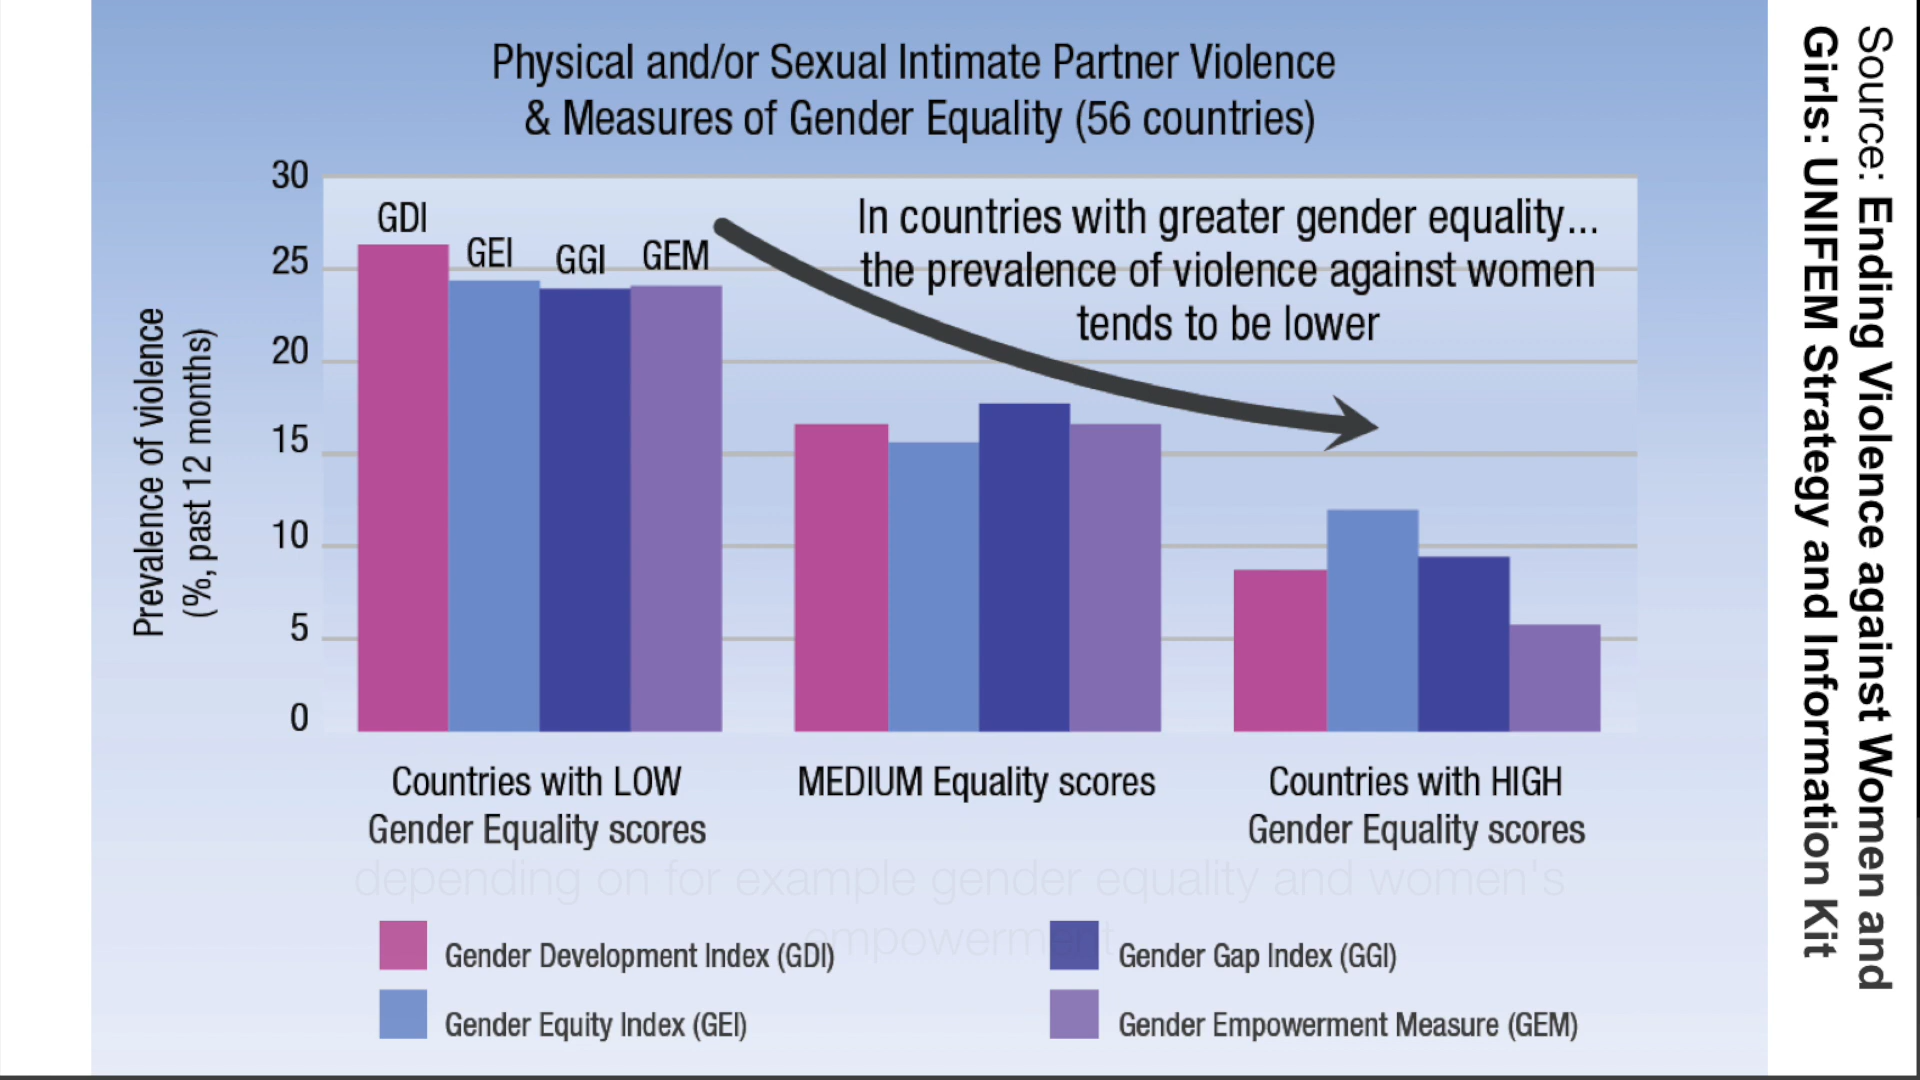 Physical and/or Sexual Intimate Partner Violence
& Measures of Gender Equality (56 countries)
30
25
20
15
10
5
0
Prevalence of violence
(%, past 12 months)
GDI
GEI
GGI
GEM
In countries with greater gender equality...
the prevalence of violence against women
tends to be lower
Countries with LOW
Gender Equality scores
MEDIUM Equality scores
Countries with HIGH
Gender Equality scores
depending on for example gender equality and women's
empowerment
Gender Development Index (GDI)
Gender Equity Index (GEI)
Gender Gap Index (GGI)
Gender Empowerment Measure (GEM)
Source: Ending Violence against Women and
Girls: UNIFEM Strategy and Information Kit